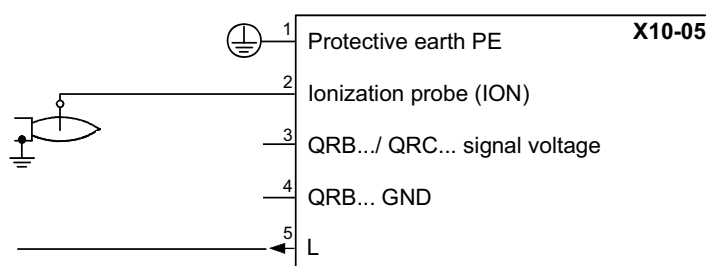 X10-05
1 Protective earth PE
2 Ionization probe (ION)
3 QRB.../ QRC... signal voltage
4 QRB... GND
5 L